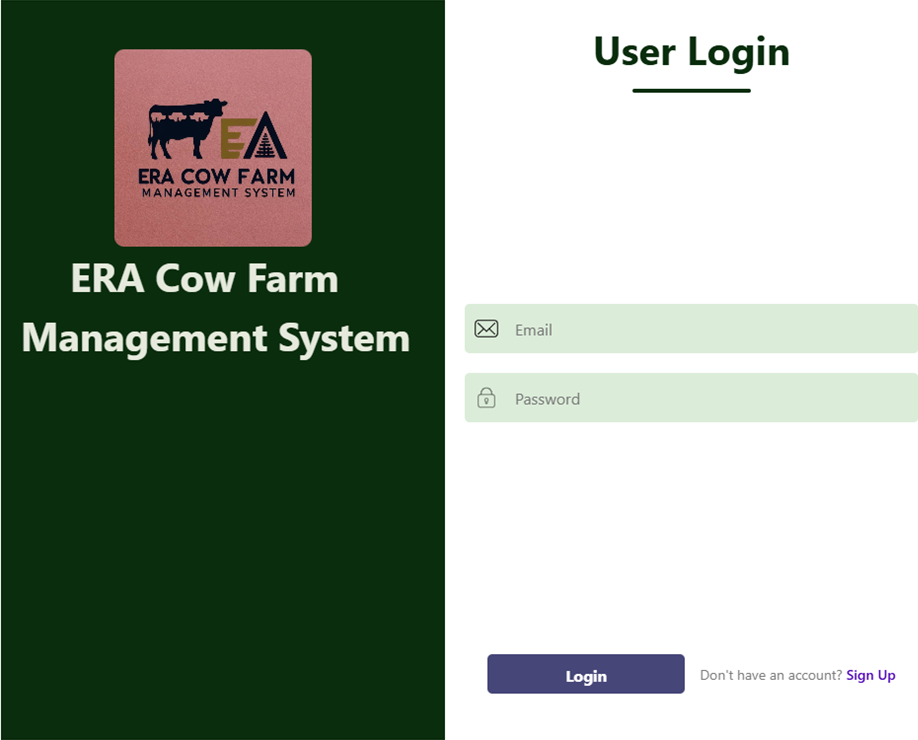 EA
ERA COW FARM
MANAGEMENT SYSTEM
ERA Cow Farm
Management System
User Login
Email
Password
Login
Don't have an account? Sign Up